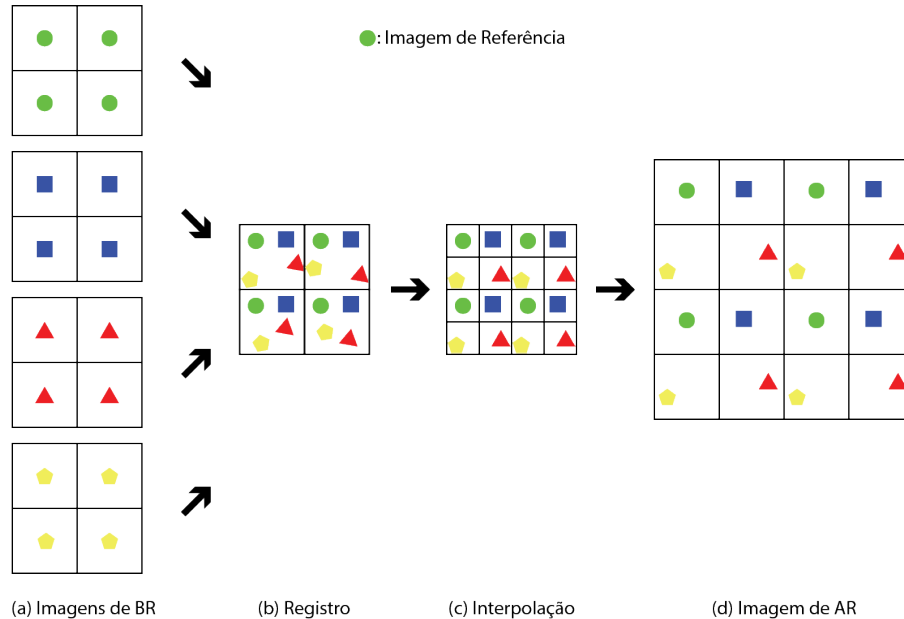 : Imagem de Referência
(a) Imagens de BR
(b) Registro
(c) Interpolação
(d) Imagem de AR